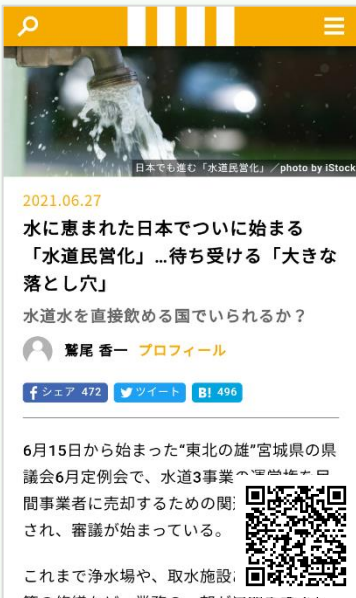 日本でも進む「水道民営化」／photo by iStock
2021.06.27
水に恵まれた日本でついに始まる
「水道民営化」…待ち受ける「大きな
落とし穴」
水道水を直接飲める国でいられるか？
鷲尾 香一 プロフィール
シェア 472 ツイート B! 496
6月15日から始まった“東北の雄”宮城県の県
議会6月定例会で、水道3事業の運営権を民
間事業者に売却するための関
され、審議が始まっている。
これまで浄水場や、取水施設